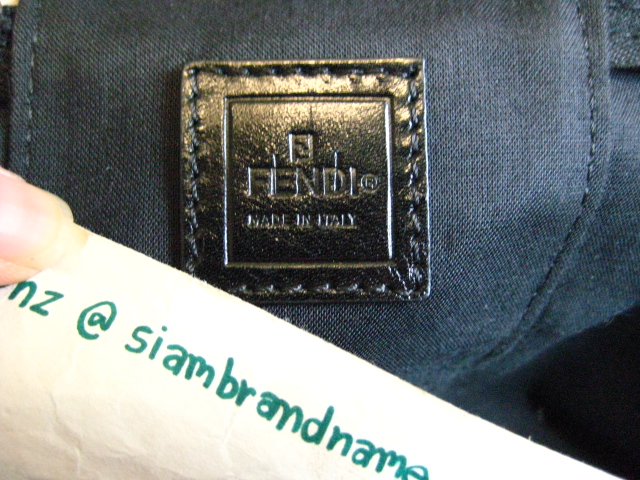 FENDI®
MADE IN ITALY
nz @ siambrandname